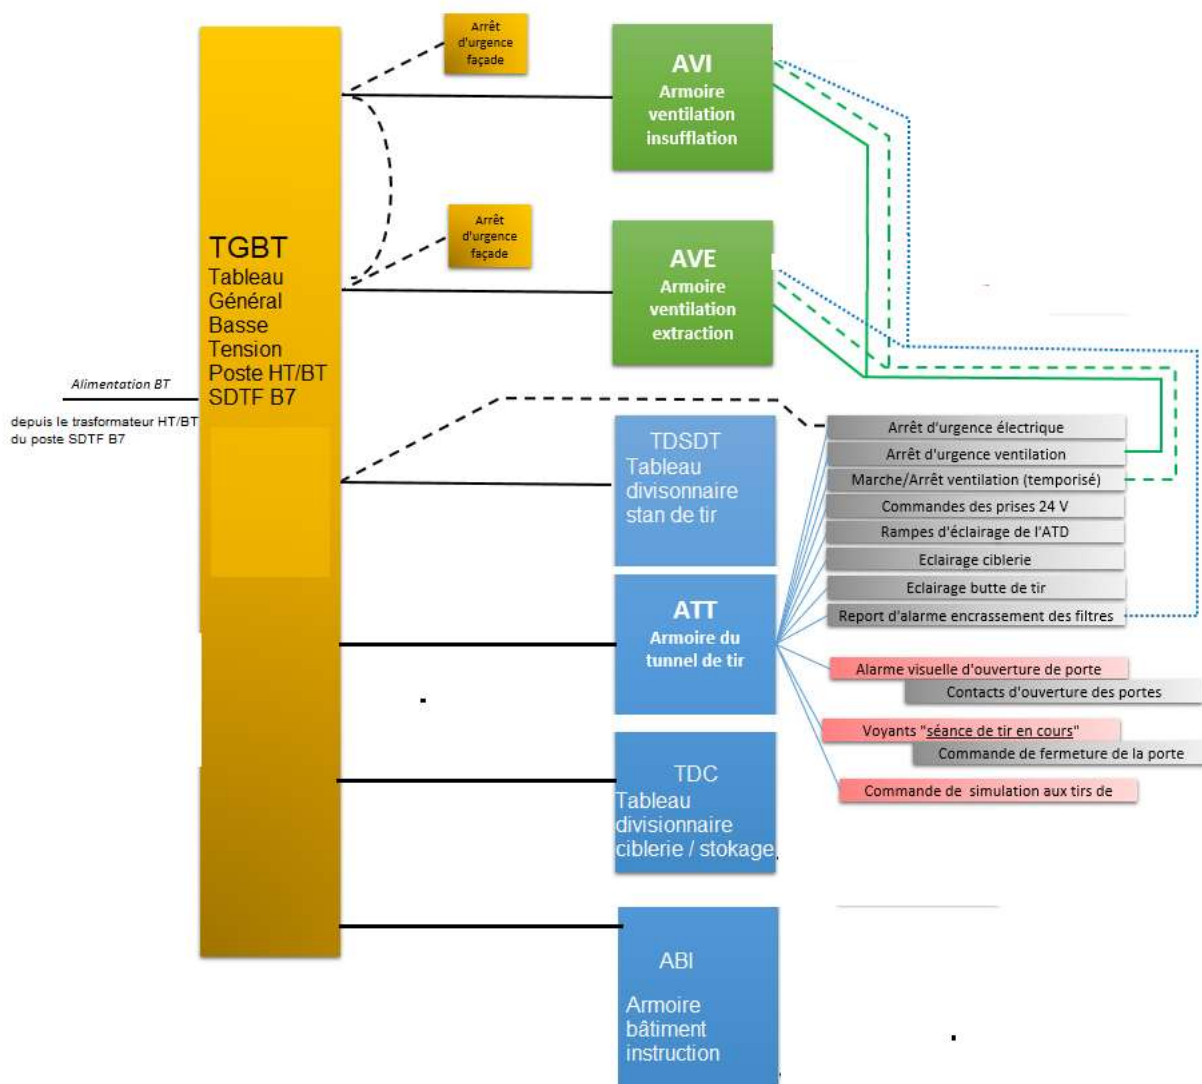 Arrêt
d'urgence
façade
AVI
Armoire
ventilation
insufflation
Arrêt
d'urgence
façade
AVE
Armoire
ventilation
extraction
TGBT
Tableau
Général
Basse
Tension
Poste HT/BT
SDTF B7
Alimentation BT
depuis le trasformateur HT/BT
du poste SDTF B7
TDSDT
Tableau
divisonnaire
stan de tir
ATT
Armoire du
tunnel de tir
TDC
Tableau
divisionnaire
ciblerie / stokage
ABI
Armoire
bâtiment
instruction
Arrêt d'urgence électrique
Arrêt d'urgence ventilation
Marche/Arrêt ventilation (temporisé)
Commandes des prises 24 V
Rampes d'éclairage de l'ATD
Eclairage ciblerie
Eclairage butte de tir
Report d'alarme encrassement des filtres
Alarme visuelle d'ouverture de porte
Contacts d'ouverture des portes
Voyants "séance de tir en cours"
Commande de fermeture de la porte
Commande de simulation aux tirs de